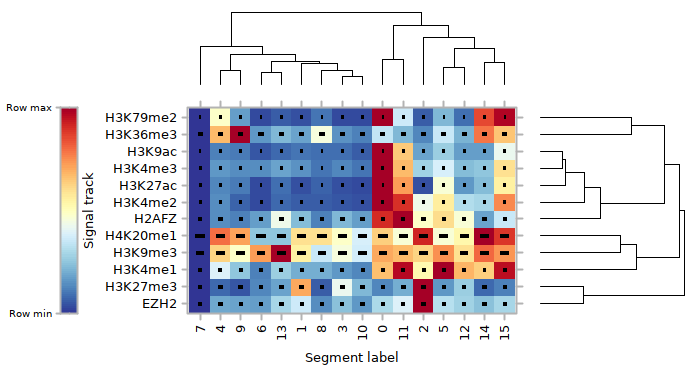 Row max
Row min
Signal track
H3K79me2
H3K36me3
H3K9ac
H3K4me3
H3K27ac
H3K4me2
H2AFZ
H4K20me1
H3K9me3
H3K4me1
H3K27me3
EZH2
7 4 9 6 13 1 8 3 10 0 11 2 5 12 14 15
Segment label